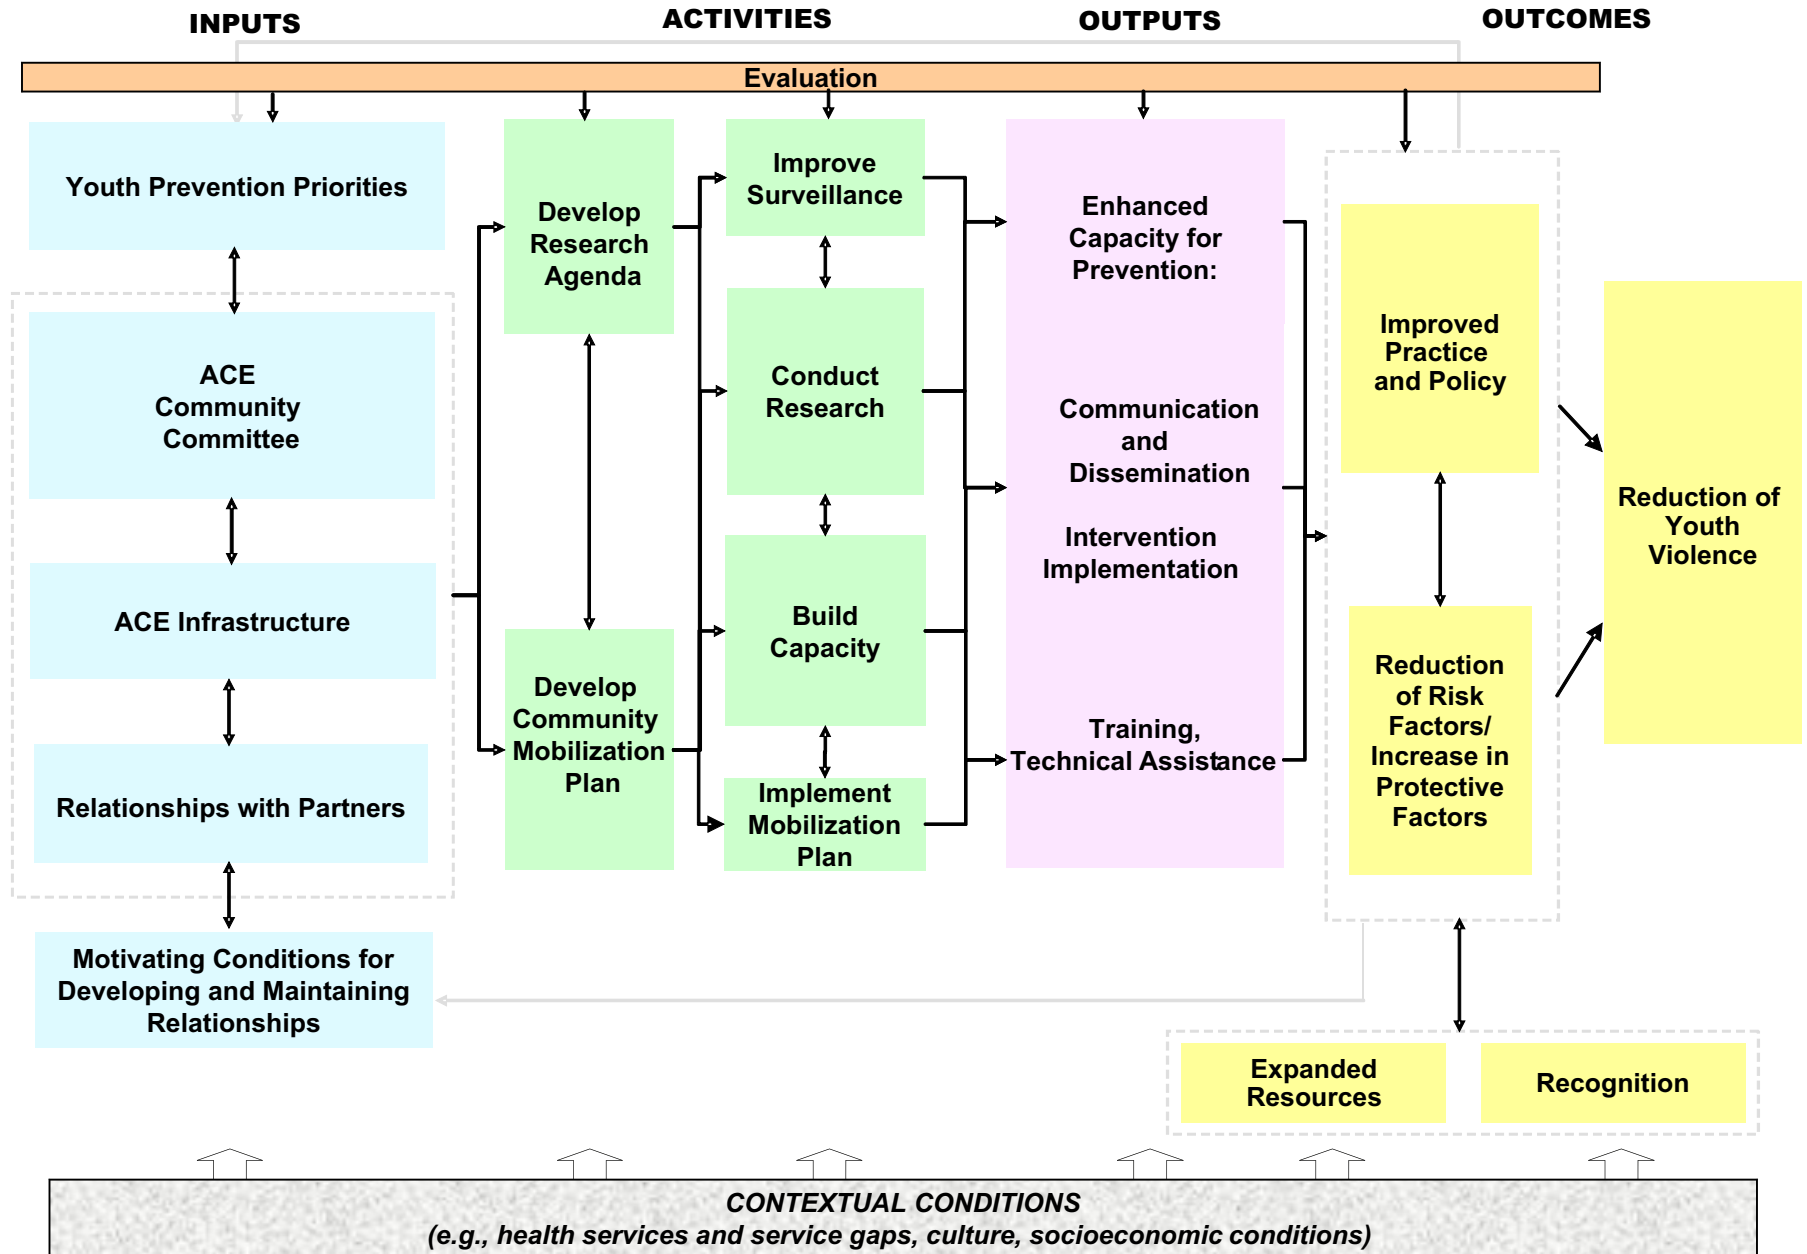 INPUTS
ACTIVITIES
OUTPUTS
OUTCOMES
Evaluation
Youth Prevention Priorities
ACE
Community
Committee
ACE Infrastructure
Relationships with Partners
Motivating Conditions for
Developing and Maintaining
Relationships
Develop
Research
Agenda
Develop
Community
Mobilization
Plan
Improve
Surveillance
Conduct
Research
Build
Capacity
Implement
Mobilization
Plan
Enhanced
Capacity for
Prevention:
Communication
and
Dissemination
Intervention
Implementation
Training,
Technical Assistance
Improved
Practice
and Policy
Reduction
of Risk
Factors/
Increase in
Protective
Factors
Reduction of
Youth
Violence
Expanded
Resources
Recognition
CONTEXTUAL CONDITIONS
(e.g., health services and service gaps, culture, socioeconomic conditions)